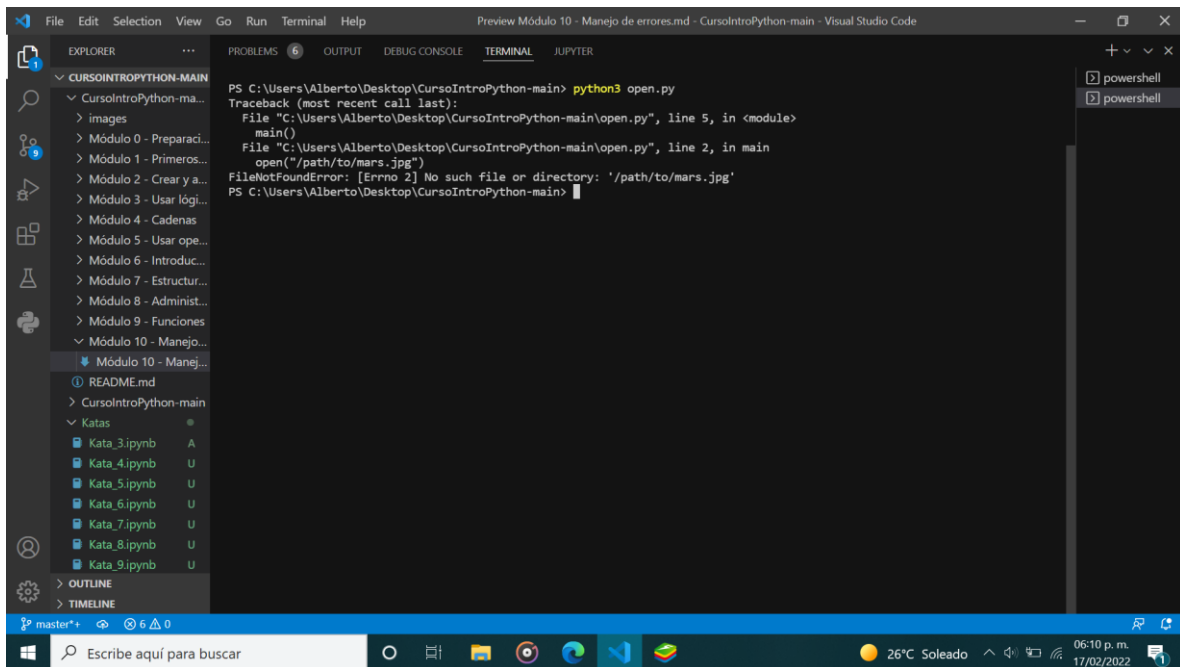 File Edit Selection View Go Run Terminal Help
Preview Módulo 10 - Manejo de errores.md - CursoIntroPython-main - Visual Studio Code
EXPLORER
CURSOINTROPYTHON-MAIN
CursoIntroPython-ma...
images
Módulo 0 - Preparaci...
Módulo 1 - Primeros...
Módulo 2 - Crear y a...
Módulo 3 - Usar lógi...
Módulo 4 - Cadenas
Módulo 5 - Usar ope...
Módulo 6 - Introduc...
Módulo 7 - Estructur...
Módulo 8 - Administ...
Módulo 9 - Funciones
Módulo 10 - Manejo...
Módulo 10 - Manej...
README.md
CursoIntroPython-main
Katas
Kata_3.ipynb A
Kata_4.ipynb U
Kata_5.ipynb U
Kata_6.ipynb U
Kata_7.ipynb U
Kata_8.ipynb U
Kata_9.ipynb U
OUTLINE
TIMELINE
1
9
PROBLEMS 6 OUTPUT DEBUG CONSOLE TERMINAL JUPYTER
PS C:\Users\Alberto\Desktop\CursoIntroPython-main> python3 open.py
Traceback (most recent call last):
File "C:\Users\Alberto\Desktop\CursoIntroPython-main\open.py", line 5, in <module>
main()
File "C:\Users\Alberto\Desktop\CursoIntroPython-main\open.py", line 2, in main
open("/path/to/mars.jpg")
FileNotFoundError: [Errno 2] No such file or directory: '/path/to/mars.jpg'
PS C:\Users\Alberto\Desktop\CursoIntroPython-main>
powershell
powershell
master*+ 6 0
Escribe aquí para buscar
26°C Soleado
06:10 p. m.
17/02/2022
1